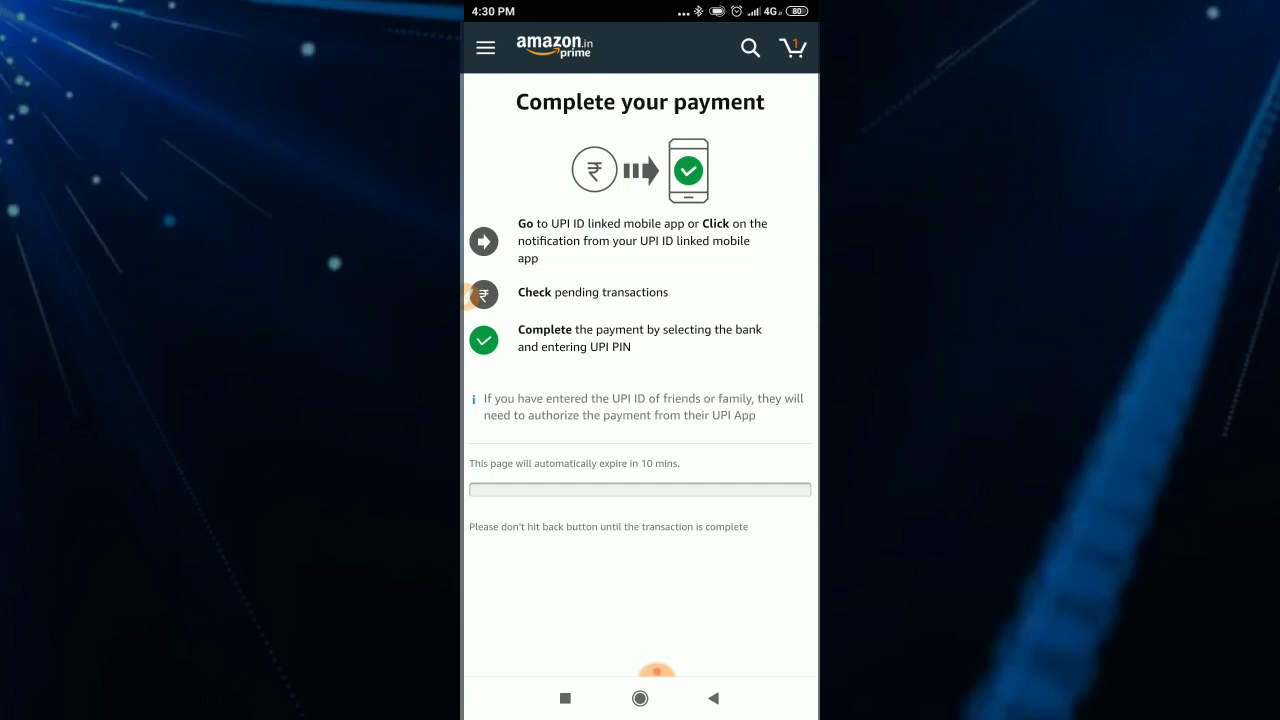 4:30 PM 4G 80
amazon.in
prime
1
Complete your payment
₹
Go to UPI ID linked mobile app or Click on the
notification from your UPI ID linked mobile
app
₹ Check pending transactions
Complete the payment by selecting the bank
and entering UPI PIN
i If you have entered the UPI ID of friends or family, they will
need to authorize the payment from their UPI App
This page will automatically expire in 10 mins.
Please don't hit back button until the transaction is complete